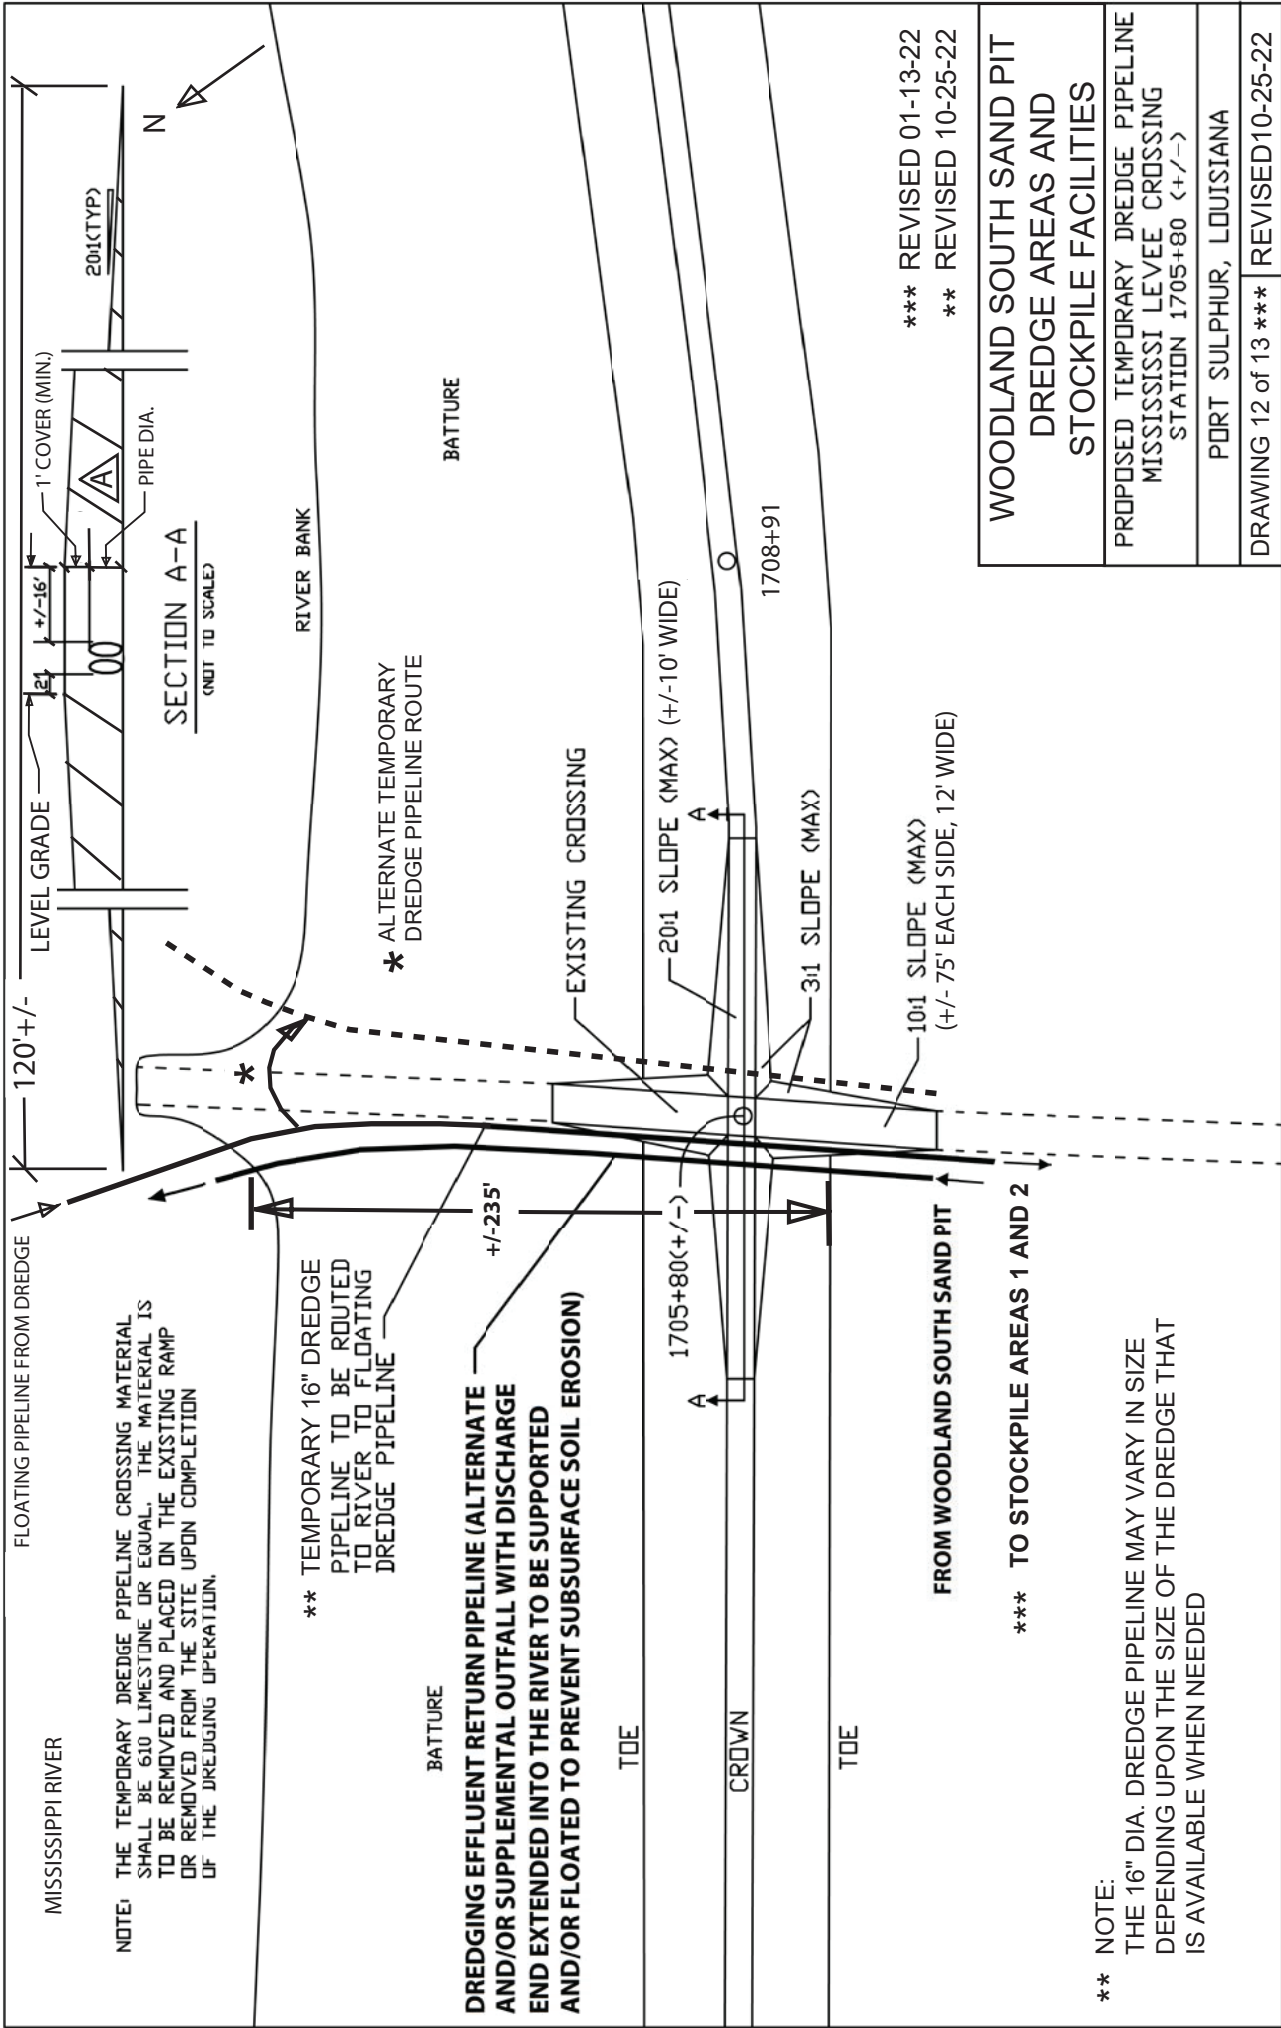 MISSISSIPPI RIVER
FLOATING PIPELINE FROM DREDGE
120'+/-
LEVEL GRADE
2'
+/-16'
1' COVER (MIN.)
PIPE DIA.
A
20:1(TYP)
N
SECTION A-A
(NOT TO SCALE)
NOTE: THE TEMPORARY DREDGE PIPELINE CROSSING MATERIAL
SHALL BE 610 LIMESTONE OR EQUAL. THE MATERIAL IS
TO BE REMOVED AND PLACED ON THE EXISTING RAMP
OR REMOVED FROM THE SITE UPON COMPLETION
OF THE DREDGING OPERATION.
RIVER BANK
*
** TEMPORARY 16" DREDGE
PIPELINE TO BE ROUTED
TO RIVER TO FLOATING
DREDGE PIPELINE
* ALTERNATE TEMPORARY
DREDGE PIPELINE ROUTE
BATTURE
BATTURE
+/-235'
DREDGING EFFLUENT RETURN PIPELINE (ALTERNATE
AND/OR SUPPLEMENTAL OUTFALL WITH DISCHARGE
END EXTENDED INTO THE RIVER TO BE SUPPORTED
AND/OR FLOATED TO PREVENT SUBSURFACE SOIL EROSION)
EXISTING CROSSING
TOE
20:1 SLOPE (MAX) (+/-10' WIDE)
1705+80(+/-)
A
A
CROWN
1708+91
3:1 SLOPE (MAX)
TOE
10:1 SLOPE (MAX)
(+/- 75' EACH SIDE, 12' WIDE)
FROM WOODLAND SOUTH SAND PIT
*** TO STOCKPILE AREAS 1 AND 2
** NOTE:
THE 16" DIA. DREDGE PIPELINE MAY VARY IN SIZE
DEPENDING UPON THE SIZE OF THE DREDGE THAT
IS AVAILABLE WHEN NEEDED
*** REVISED 01-13-22
** REVISED 10-25-22
WOODLAND SOUTH SAND PIT
DREDGE AREAS AND
STOCKPILE FACILITIES
PROPOSED TEMPORARY DREDGE PIPELINE
MISSISSIPPI LEVEE CROSSING
STATION 1705+80 (+/-)
PORT SULPHUR, LOUISIANA
DRAWING 12 of 13 *** REVISED10-25-22